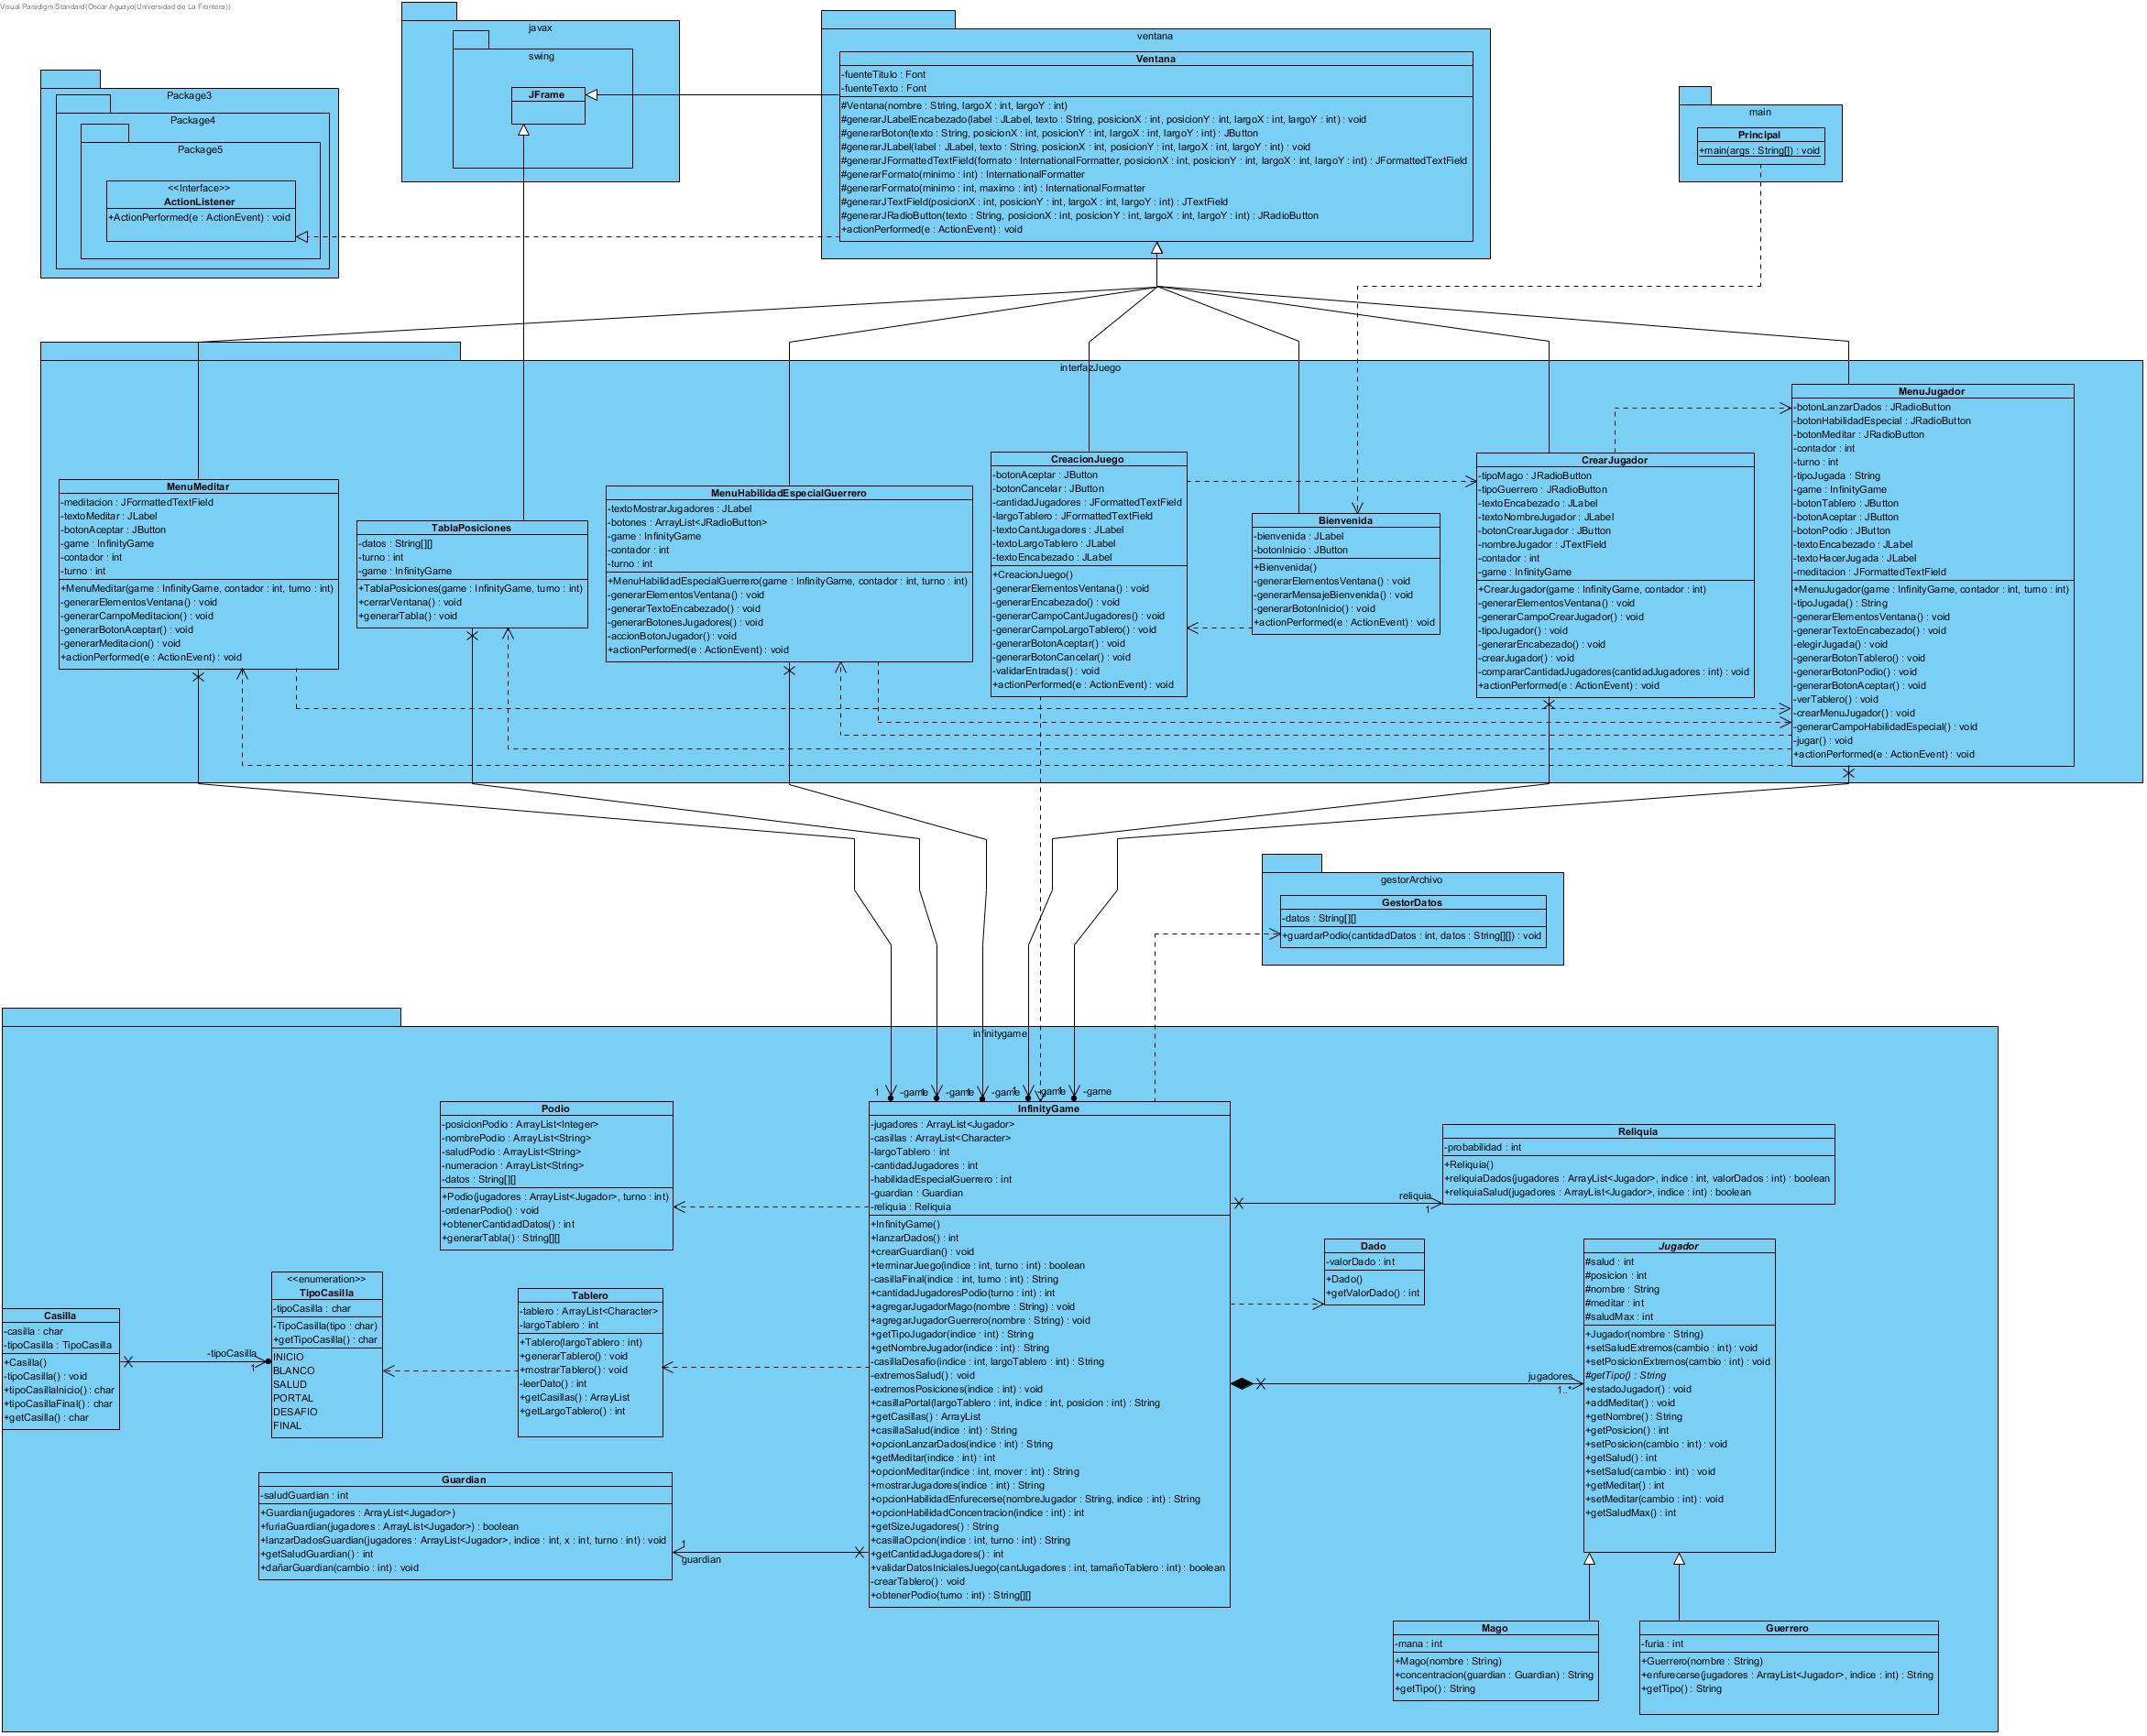 Visual Paradigm Standard(Oscar Aguayo(Universidad de La Frontera))
javax
swing
JFrame
Package3
Package4
Package5
<<Interface>>
ActionListener
+ActionPerformed(e : ActionEvent) : void
ventana
Ventana
-fuenteTitulo : Font
-fuenteTexto : Font
#Ventana(nombre : String, largoX : int, largoY : int)
#generarJLabelEncabezado(label : JLabel, texto : String, posicionX : int, posicionY : int, largoX : int, largoY : int) : void
#generarBoton(texto : String, posicionX : int, posicionY : int, largoX : int, largoY : int) : JButton
#generarJLabel(label : JLabel, texto : String, posicionX : int, posicionY : int, largoX : int, largoY : int) : void
#generarJFormattedTextField(formato : InternationalFormatter, posicionX : int, posicionY : int, largoX : int, largoY : int) : JFormattedTextField
#generarFormato(minimo : int) : InternationalFormatter
#generarFormato(minimo : int, maximo : int) : InternationalFormatter
#generarJTextField(posicionX : int, posicionY : int, largoX : int, largoY : int) : JTextField
#generarJRadioButton(texto : String, posicionX : int, posicionY : int, largoX : int, largoY : int) : JRadioButton
+actionPerformed(e : ActionEvent) : void
main
Principal
+main(args : String[]) : void
interfazJuego
MenuMeditar
-meditacion : JFormattedTextField
-textoMeditar : JLabel
-botonAceptar : JButton
-game : InfinityGame
-contador : int
-turno : int
+MenuMeditar(game : InfinityGame, contador : int, turno : int)
-generarElementosVentana() : void
-generarCampoMeditacion() : void
-generarBotonAceptar() : void
-generarMeditacion() : void
+actionPerformed(e : ActionEvent) : void
TablaPosiciones
-datos : String[][]
-turno : int
-game : InfinityGame
+TablaPosiciones(game : InfinityGame, turno : int)
+cerrarVentana() : void
+generarTabla() : void
MenuHabilidadEspecialGuerrero
-textoMostrarJugadores : JLabel
-botones : ArrayList<JRadioButton>
-game : InfinityGame
-contador : int
-turno : int
+MenuHabilidadEspecialGuerrero(game : InfinityGame, contador : int, turno : int)
-generarElementosVentana() : void
-generarTextoEncabezado() : void
-generarBotonesJugadores() : void
-accionBotonJugador() : void
+actionPerformed(e : ActionEvent) : void
CreacionJuego
-botonAceptar : JButton
-botonCancelar : JButton
-cantidadJugadores : JFormattedTextField
-largoTablero : JFormattedTextField
-textoCantJugadores : JLabel
-textoLargoTablero : JLabel
-textoEncabezado : JLabel
+CreacionJuego()
-generarElementosVentana() : void
-generarEncabezado() : void
-generarCampoCantJugadores() : void
-generarCampoLargoTablero() : void
-generarBotonAceptar() : void
-generarBotonCancelar() : void
-validarEntradas() : void
+actionPerformed(e : ActionEvent) : void
Bienvenida
-bienvenida : JLabel
-botonInicio : JButton
+Bienvenida()
-generarElementosVentana() : void
-generarMensajeBienvenida() : void
-generarBotonInicio() : void
+actionPerformed(e : ActionEvent) : void
CrearJugador
-tipoMago : JRadioButton
-tipoGuerrero : JRadioButton
-textoEncabezado : JLabel
-textoNombreJugador : JLabel
-botonCrearJugador : JButton
-nombreJugador : JTextField
-contador : int
-game : InfinityGame
+CrearJugador(game : InfinityGame, contador : int)
-generarElementosVentana() : void
-generarCampoCrearJugador() : void
-tipoJugador() : void
-generarEncabezado() : void
-crearJugador() : void
-compararCantidadJugadores(cantidadJugadores : int) : void
+actionPerformed(e : ActionEvent) : void
MenuJugador
-botonLanzarDados : JRadioButton
-botonHabilidadEspecial : JRadioButton
-botonMeditar : JRadioButton
-contador : int
-turno : int
-tipoJugada : String
-game : InfinityGame
-botonTablero : JButton
-botonAceptar : JButton
-botonPodio : JButton
-textoEncabezado : JLabel
-textoHacerJugada : JLabel
-meditacion : JFormattedTextField
+MenuJugador(game : InfinityGame, contador : int, turno : int)
-tipoJugada() : String
-generarElementosVentana() : void
-generarTextoEncabezado() : void
-elegirJugada() : void
-generarBotonTablero() : void
-generarBotonPodio() : void
-generarBotonAceptar() : void
-verTablero() : void
-crearMenuJugador() : void
-generarCampoHabilidadEspecial() : void
-jugar() : void
+actionPerformed(e : ActionEvent) : void
gestorArchivo
GestorDatos
-datos : String[][]
+guardarPodio(cantidadDatos : int, datos : String[][]) : void
infinitygame
1 -game
1 -game
1 -game
1 -game
1 -game
Podio
-posicionPodio : ArrayList<Integer>
-nombrePodio : ArrayList<String>
-saludPodio : ArrayList<String>
-numeracion : ArrayList<String>
-datos : String[][]
+Podio(jugadores : ArrayList<Jugador>, turno : int)
-ordenarPodio() : void
+obtenerCantidadDatos() : int
+generarTabla() : String[][]
InfinityGame
-jugadores : ArrayList<Jugador>
-casillas : ArrayList<Character>
-largoTablero : int
-cantidadJugadores : int
-habilidadEspecialGuerrero : int
-guardian : Guardian
-reliquia : Reliquia
+InfinityGame()
+lanzarDados() : int
+crearGuardian() : void
+terminarJuego(indice : int, turno : int) : boolean
-casillaFinal(indice : int, turno : int) : String
+cantidadJugadoresPodio(turno : int) : int
+agregarJugadorMago(nombre : String) : void
+agregarJugadorGuerrero(nombre : String) : void
+getTipoJugador(indice : int) : String
+getNombreJugador(indice : int) : String
-casillaDesafio(indice : int, largoTablero : int) : String
-extremosSalud() : void
-extremosPosiciones(indice : int) : void
+casillaPortal(largoTablero : int, indice : int, posicion : int) : String
+getCasillas() : ArrayList
+casillaSalud(indice : int) : String
+opcionLanzarDados(indice : int) : String
+getMeditar(indice : int) : int
+opcionMeditar(indice : int, mover : int) : String
+mostrarJugadores(indice : int) : String
+opcionHabilidadEnfurecerse(nombreJugador : String, indice : int) : String
+opcionHabilidadConcentracion(indice : int) : int
+getSizeJugadores() : String
+casillaOpcion(indice : int, turno : int) : String
+getCantidadJugadores() : int
+validarDatosInicialesJuego(cantJugadores : int, tamañoTablero : int) : boolean
-crearTablero() : void
+obtenerPodio(turno : int) : String[][]
reliquia
1
Reliquia
-probabilidad : int
+Reliquia()
+reliquiaDados(jugadores : ArrayList<Jugador>, indice : int, valorDados : int) : boolean
+reliquiaSalud(jugadores : ArrayList<Jugador>, indice : int) : boolean
Dado
-valorDado : int
+Dado()
+getValorDado() : int
jugadores
1..*
Jugador
#salud : int
#posicion : int
#nombre : String
#meditar : int
#saludMax : int
+Jugador(nombre : String)
+setSaludExtremos(cambio : int) : void
+setPosicionExtremos(cambio : int) : void
#getTipo() : String
+estadoJugador() : void
+addMeditar() : void
+getNombre() : String
+getPosicion() : int
+setPosicion(cambio : int) : void
+getSalud() : int
+setSalud(cambio : int) : void
+getMeditar() : int
+setMeditar(cambio : int) : void
+getSaludMax() : int
Casilla
-casilla : char
-tipoCasilla : TipoCasilla
+Casilla()
-tipoCasilla() : void
+tipoCasillaInicio() : char
+tipoCasillaFinal() : char
+getCasilla() : char
-tipoCasilla
1
<<enumeration>>
TipoCasilla
-tipoCasilla : char
-TipoCasilla(tipo : char)
+getTipoCasilla() : char
INICIO
BLANCO
SALUD
PORTAL
DESAFIO
FINAL
Tablero
-tablero : ArrayList<Character>
-largoTablero : int
+Tablero(largoTablero : int)
+generarTablero() : void
+mostrarTablero() : void
-leerDato() : int
+getCasillas() : ArrayList
+getLargoTablero() : int
Guardian
-saludGuardian : int
+Guardian(jugadores : ArrayList<Jugador>)
+furiaGuardian(jugadores : ArrayList<Jugador>) : boolean
+lanzarDadosGuardian(jugadores : ArrayList<Jugador>, indice : int, x : int, turno : int) : void
+getSaludGuardian() : int
+dañarGuardian(cambio : int) : void
1
guardian
Mago
-mana : int
+Mago(nombre : String)
+concentracion(guardian : Guardian) : String
+getTipo() : String
Guerrero
-furia : int
+Guerrero(nombre : String)
+enfurecerse(jugadores : ArrayList<Jugador>, indice : int) : String
+getTipo() : String